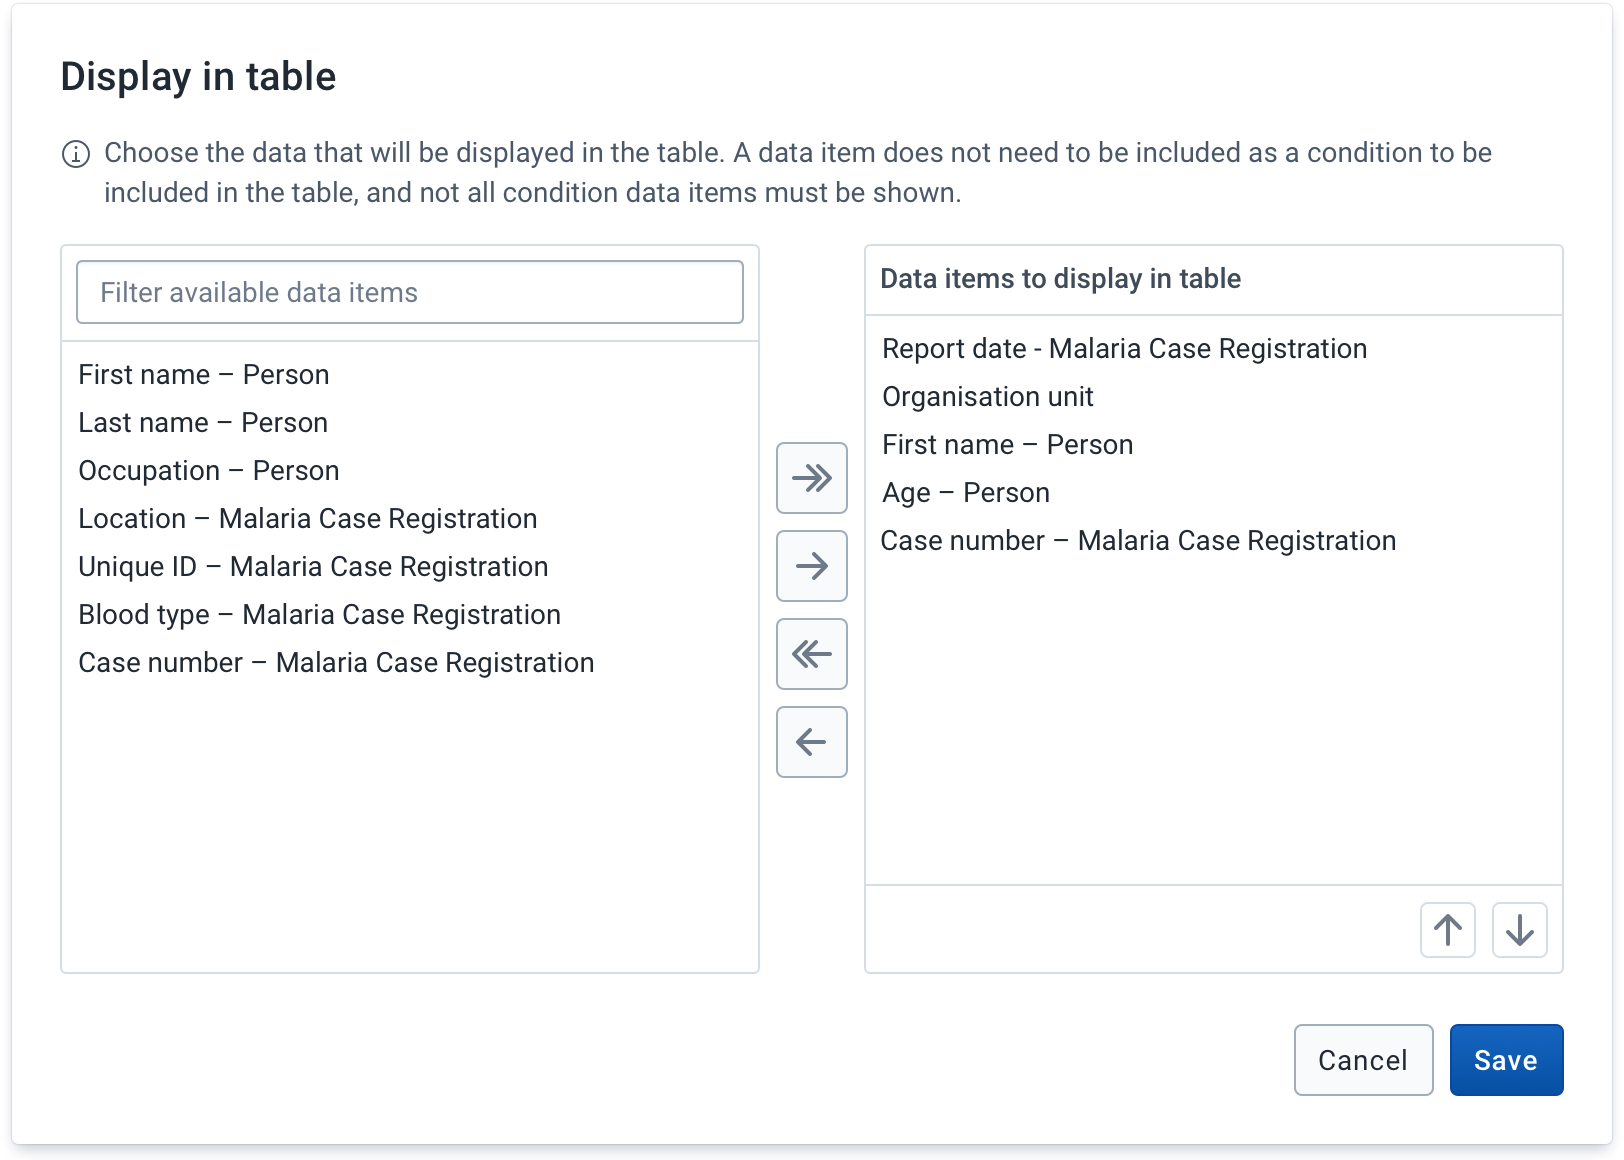 Display in table
Choose the data that will be displayed in the table. A data item does not need to be included as a condition to be
included in the table, and not all condition data items must be shown.
Filter available data items
First name – Person
Last name – Person
Occupation – Person
Location – Malaria Case Registration
Unique ID – Malaria Case Registration
Blood type – Malaria Case Registration
Case number – Malaria Case Registration
Data items to display in table
Report date - Malaria Case Registration
Organisation unit
First name – Person
Age – Person
Case number – Malaria Case Registration
Cancel
Save